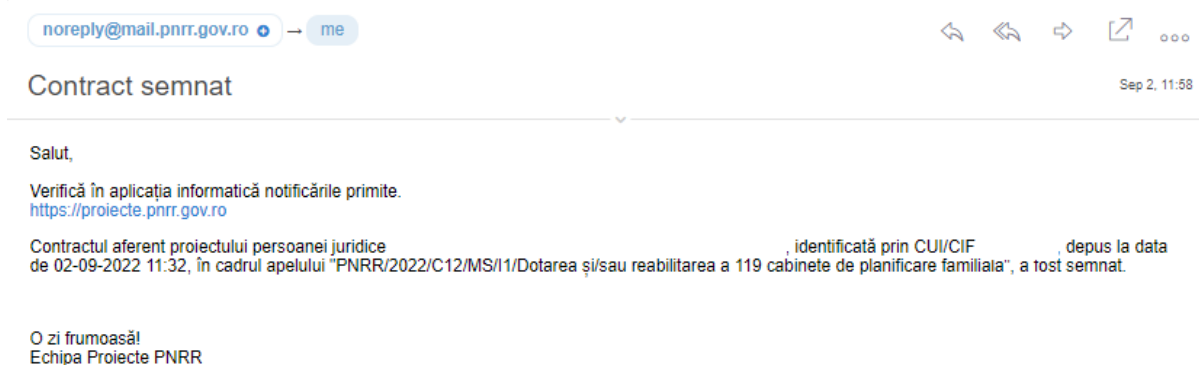 noreply@mail.pnrr.gov.ro → me
Contract semnat
Sep 2, 11:58
Salut,
Verifică în aplicația informatică notificările primite.
https://proiecte.pnrr.gov.ro
Contractul aferent proiectului persoanei juridice , identificată prin CUI/CIF , depus la data
de 02-09-2022 11:32, în cadrul apelului "PNRR/2022/C12/MS/I1/Dotarea și/sau reabilitarea a 119 cabinete de planificare familială", a fost semnat.
O zi frumoasă!
Echipa Proiecte PNRR